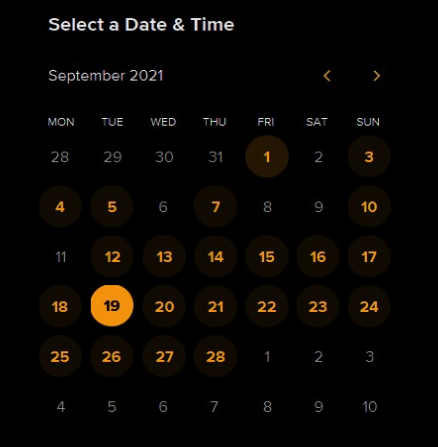 Select a Date & Time
September 2021
MON TUE WED THU FRI SAT SUN
28 29 30 31 1 2 3
4 5 6 7 8 9 10
11 12 13 14 15 16 17
18 19 20 21 22 23 24
25 26 27 28 1 2 3
4 5 6 7 8 9 10